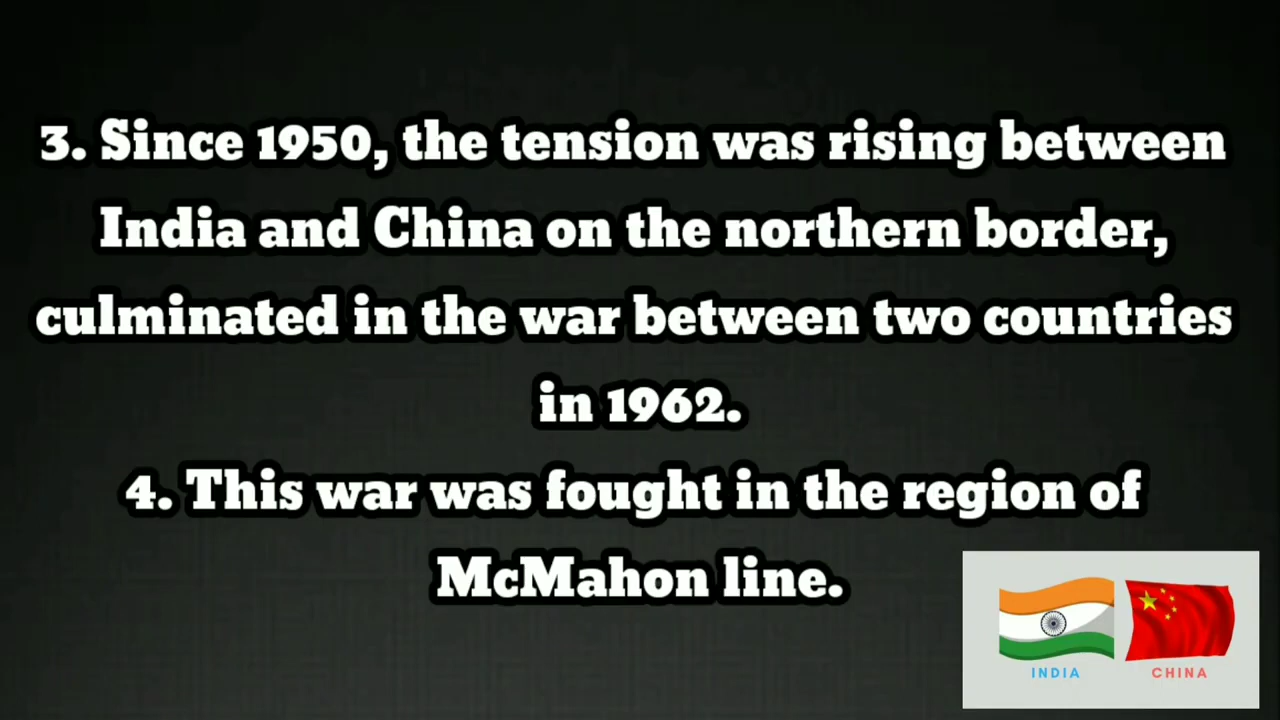 3. Since 1950, the tension was rising between
India and China on the northern border,
culminated in the war between two countries
in 1962.
4. This war was fought in the region of
McMahon line.
INDIA
CHINA